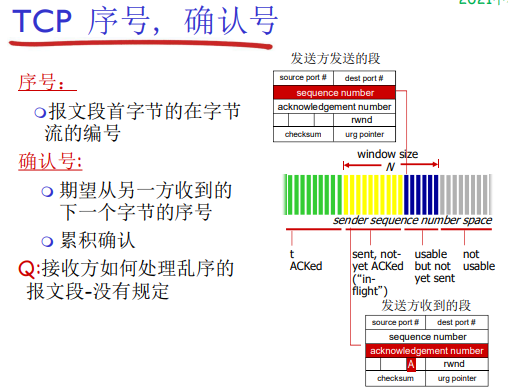 TCP 序号，确认号
序号：
报文段首字节的在字节
流的编号
确认号:
期望从另一方收到的
下一个字节的序号
累积确认
Q:接收方如何处理乱序的
报文段-没有规定
发送方发送的段
source port #
dest port #
sequence number
acknowledgement number
rwnd
checksum
urg pointer
window size
N
sender sequence number space
t
ACKed
sent, not-
yet ACKed
(“in-
flight”)
usable
but not
yet sent
not
usable
发送方收到的段
source port #
dest port #
sequence number
acknowledgement number
A
rwnd
checksum
urg pointer